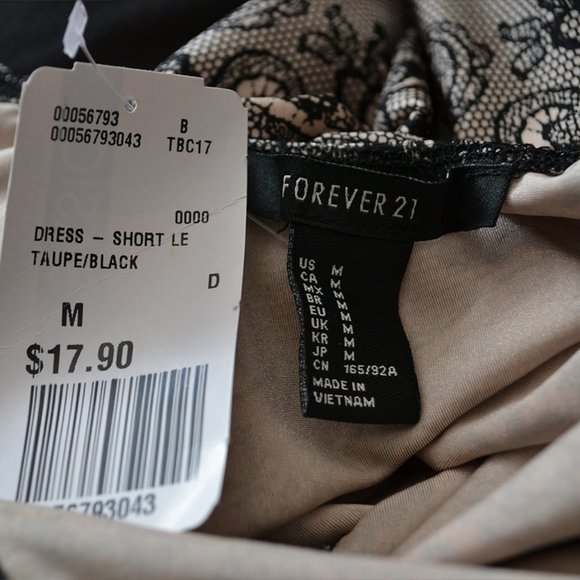 00056793 B
00056793043 TBC17
0000
DRESS – SHORT LE
TAUPE/BLACK
D
M
$17.90
56793043
FOREVER 21
US M
CA M
MX M
BR M
EU M
UK M
KR M
JP M
CN 165/92A
MADE IN
VIETNAM